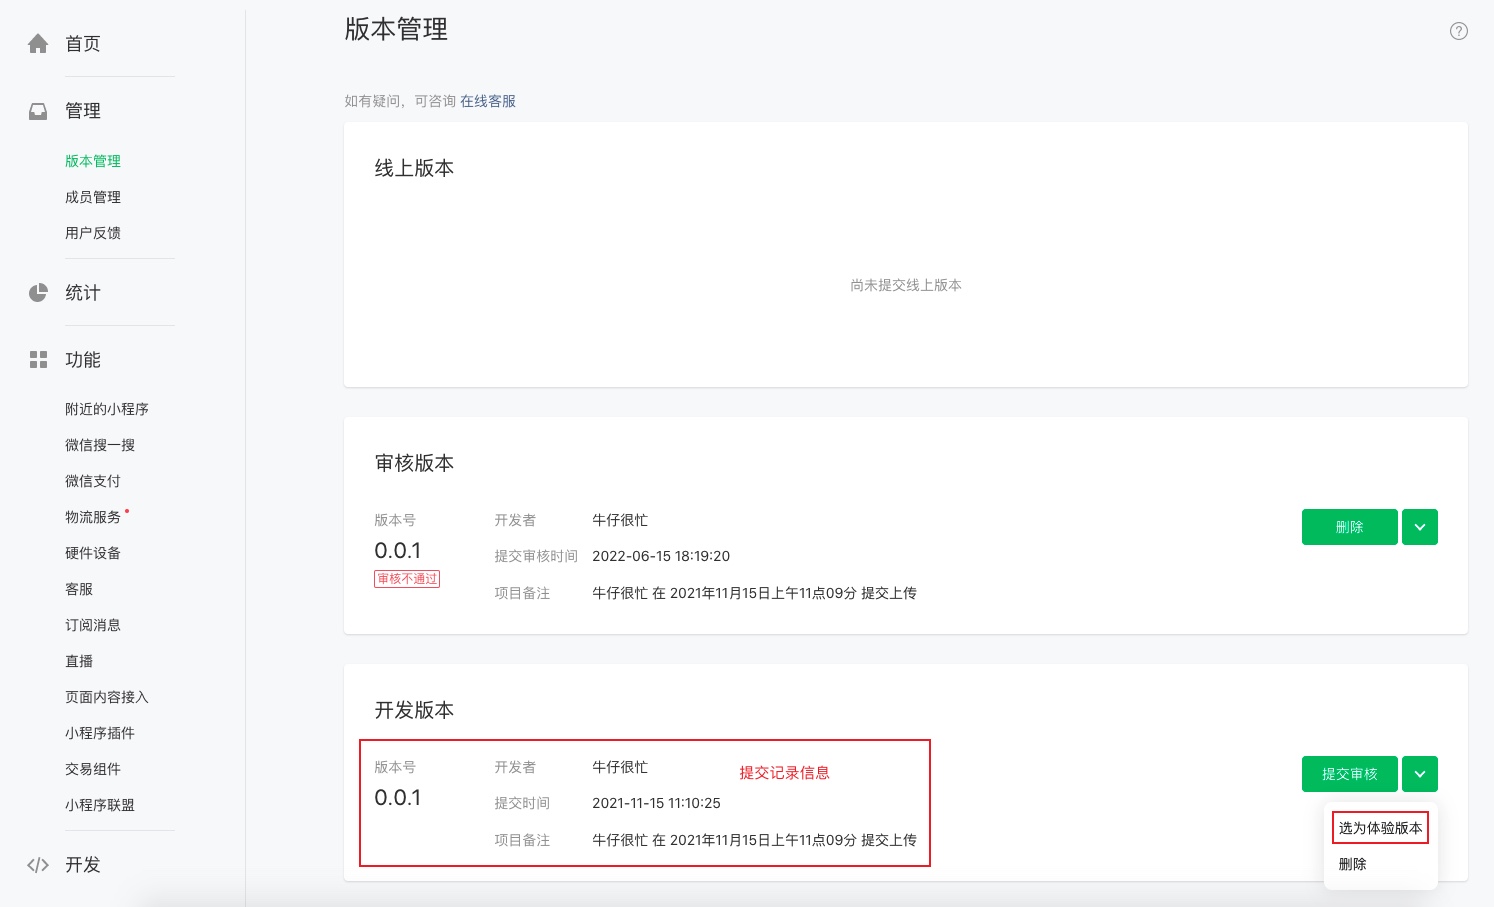 首页
管理
版本管理
成员管理
用户反馈
统计
功能
附近的小程序
微信搜一搜
微信支付
物流服务
硬件设备
客服
订阅消息
直播
页面内容接入
小程序插件
交易组件
小程序联盟
</> 开发
版本管理
?
如有疑问，可咨询 在线客服
线上版本
尚未提交线上版本
审核版本
版本号
0.0.1
审核不通过
开发者 牛仔很忙
提交审核时间 2022-06-15 18:19:20
项目备注 牛仔很忙 在 2021年11月15日上午11点09分 提交上传
删除
开发版本
版本号
0.0.1
开发者 牛仔很忙
提交记录信息
提交时间 2021-11-15 11:10:25
项目备注 牛仔很忙 在 2021年11月15日上午11点09分 提交上传
提交审核
选为体验版本
删除